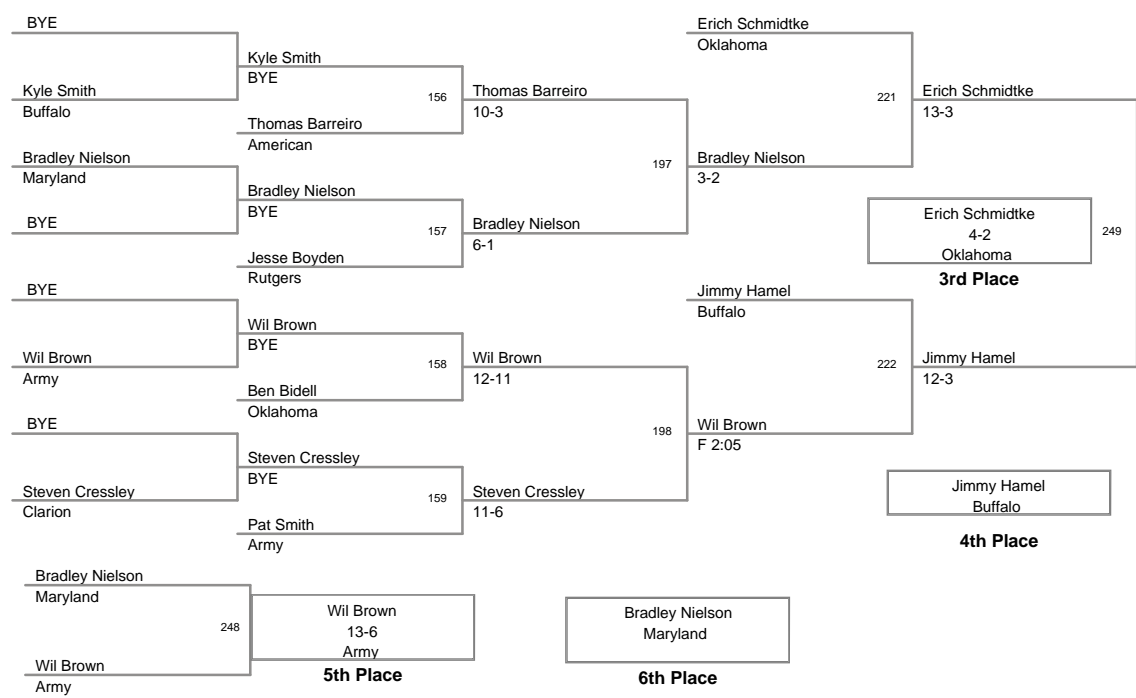 BYE
Kyle Smith
Buffalo
Bradley Nielson
Maryland
BYE
BYE
Wil Brown
Army
BYE
Steven Cressley
Clarion
Kyle Smith
BYE
156
Thomas Barreiro
American
Bradley Nielson
BYE
157
Jesse Boyden
Rutgers
Wil Brown
BYE
158
Ben Bidell
Oklahoma
Steven Cressley
BYE
159
Pat Smith
Army
Thomas Barreiro
10-3
197
Bradley Nielson
6-1
Wil Brown
12-11
198
Steven Cressley
11-6
Erich Schmidtke
Oklahoma
221
Bradley Nielson
3-2
Jimmy Hamel
Buffalo
222
Wil Brown
F 2:05
Erich Schmidtke
13-3
Erich Schmidtke
4-2
Oklahoma
249
3rd Place
Jimmy Hamel
12-3
Jimmy Hamel
Buffalo
4th Place
Bradley Nielson
Maryland
248
Wil Brown
Army
Wil Brown
13-6
Army
5th Place
Bradley Nielson
Maryland
6th Place